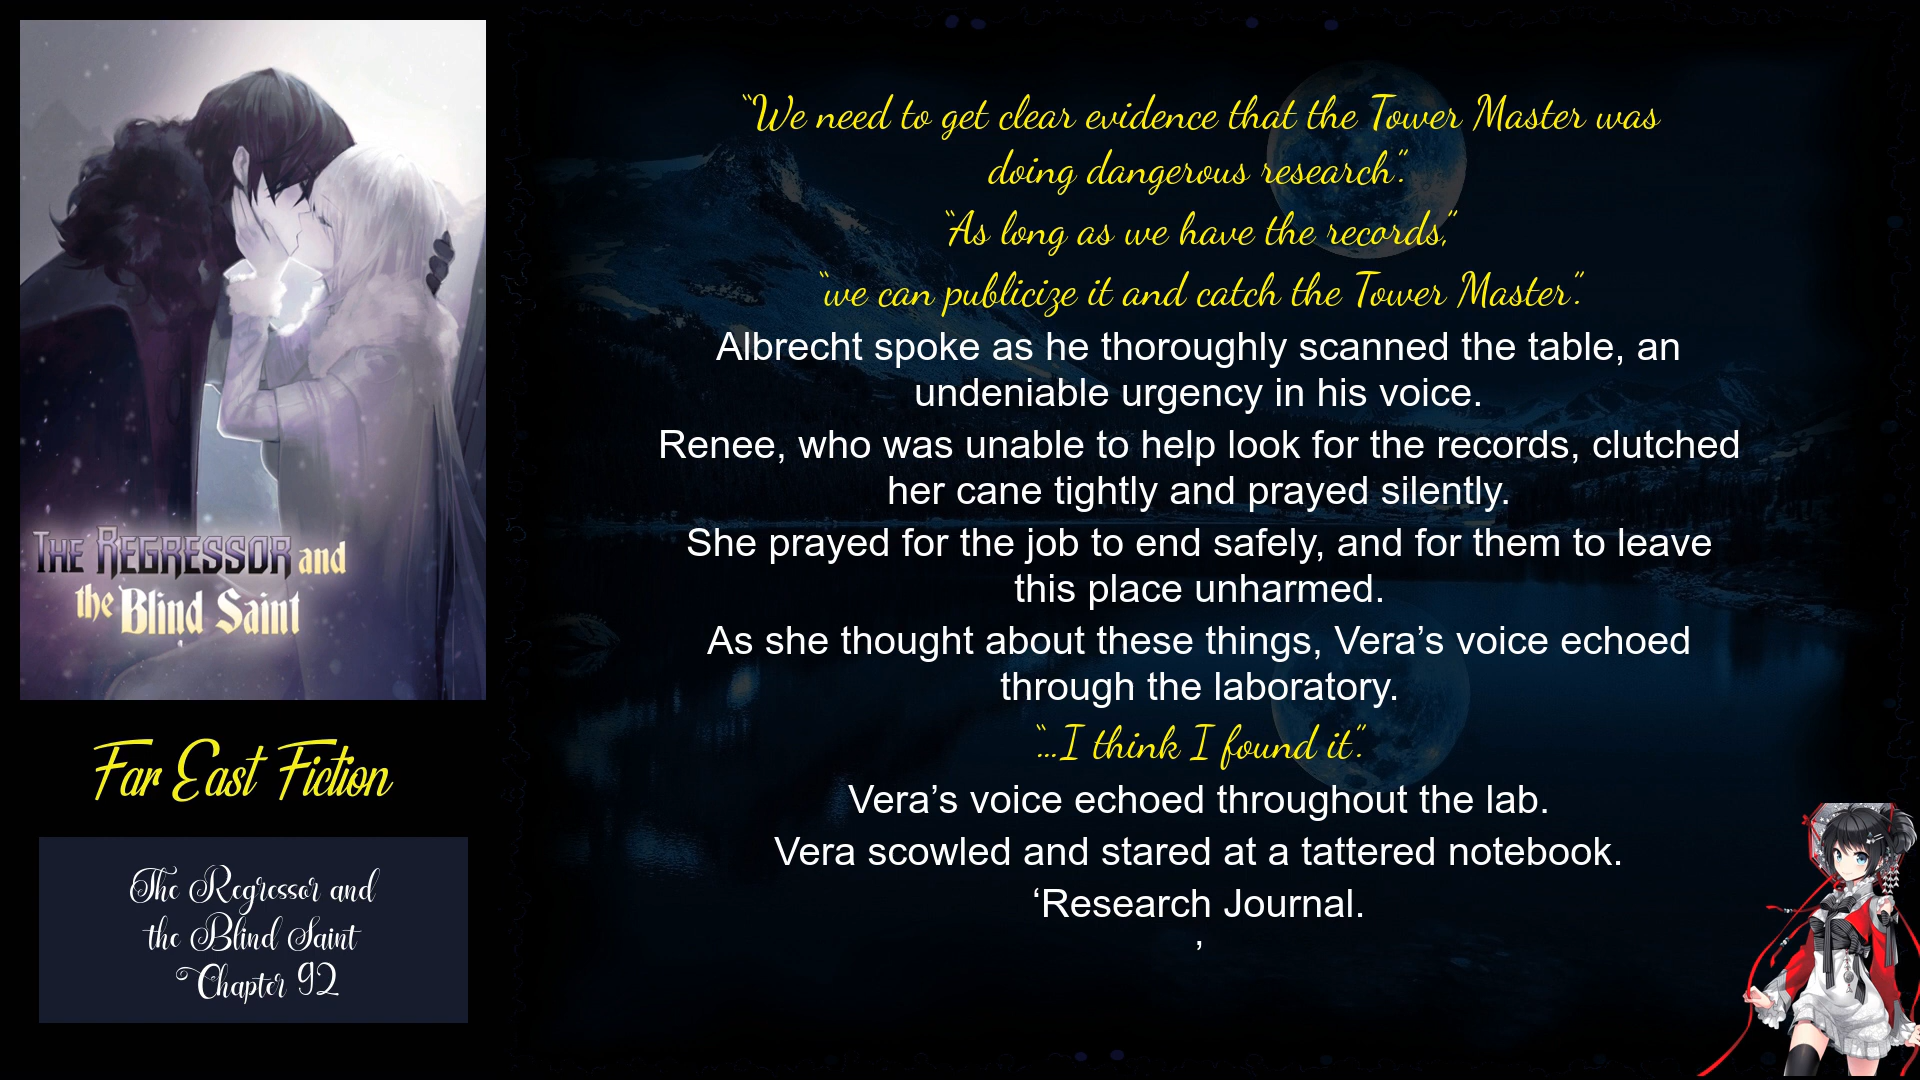 THE REGRESSOR and
the Blind Saint
Far East Fiction
The Regressor and
the Blind Saint
Chapter 92
“We need to get clear evidence that the Tower Master was
doing dangerous research”.
“As long as we have the records,”
“we can publicize it and catch the Tower Master”.
Albrecht spoke as he thoroughly scanned the table, an
undeniable urgency in his voice.
Renee, who was unable to help look for the records, clutched
her cane tightly and prayed silently.
She prayed for the job to end safely, and for them to leave
this place unharmed.
As she thought about these things, Vera’s voice echoed
through the laboratory.
“...I think I found it”.
Vera’s voice echoed throughout the lab.
Vera scowled and stared at a tattered notebook.
‘Research Journal.
’